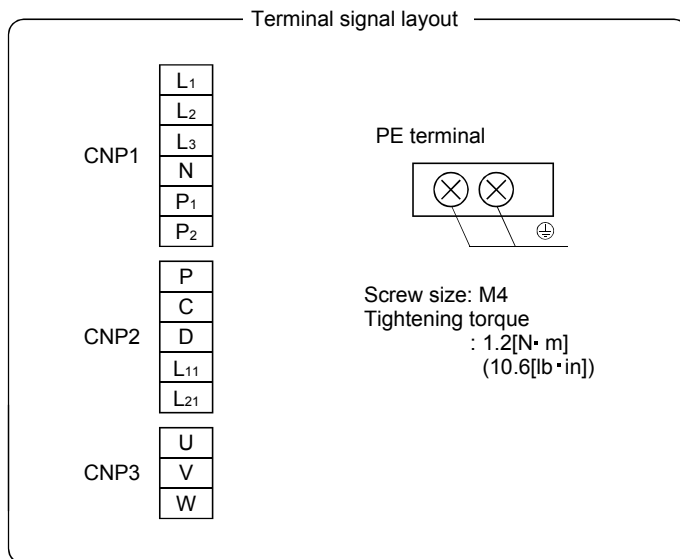 Terminal signal layout
CNP1
L1
L2
L3
N
P1
P2
CNP2
P
C
D
L11
L21
CNP3
U
V
W
PE terminal
Screw size: M4
Tightening torque
: 1.2[N▪ m]
(10.6[lb▪in])